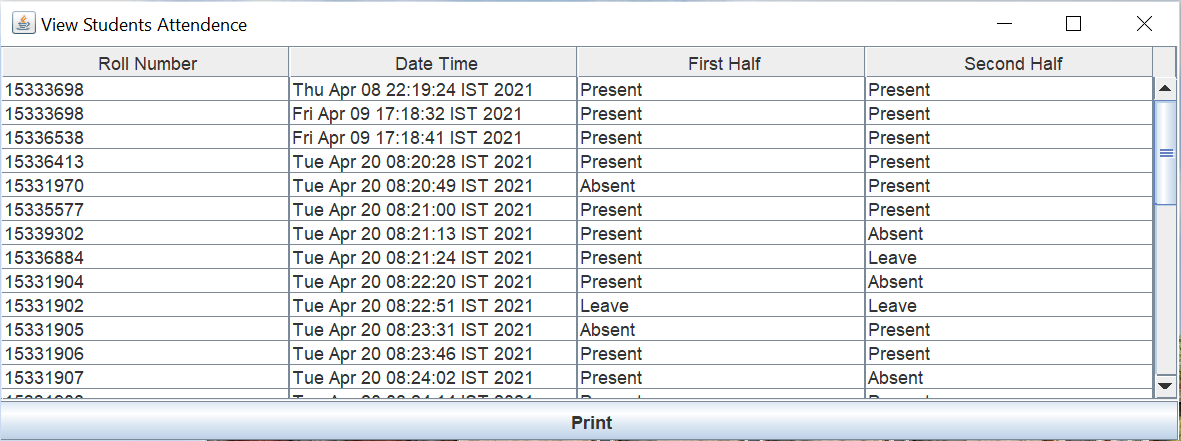 View Students Attendence
Roll Number Date Time First Half Second Half
15333698 Thu Apr 08 22:19:24 IST 2021 Present Present
15333698 Fri Apr 09 17:18:32 IST 2021 Present Present
15336538 Fri Apr 09 17:18:41 IST 2021 Present Present
15336413 Tue Apr 20 08:20:28 IST 2021 Present Present
15331970 Tue Apr 20 08:20:49 IST 2021 Absent Present
15335577 Tue Apr 20 08:21:00 IST 2021 Present Present
15339302 Tue Apr 20 08:21:13 IST 2021 Present Absent
15336884 Tue Apr 20 08:21:24 IST 2021 Present Leave
15331904 Tue Apr 20 08:22:20 IST 2021 Present Absent
15331902 Tue Apr 20 08:22:51 IST 2021 Leave Leave
15331905 Tue Apr 20 08:23:31 IST 2021 Absent Present
15331906 Tue Apr 20 08:23:46 IST 2021 Present Present
15331907 Tue Apr 20 08:24:02 IST 2021 Present Absent
Print